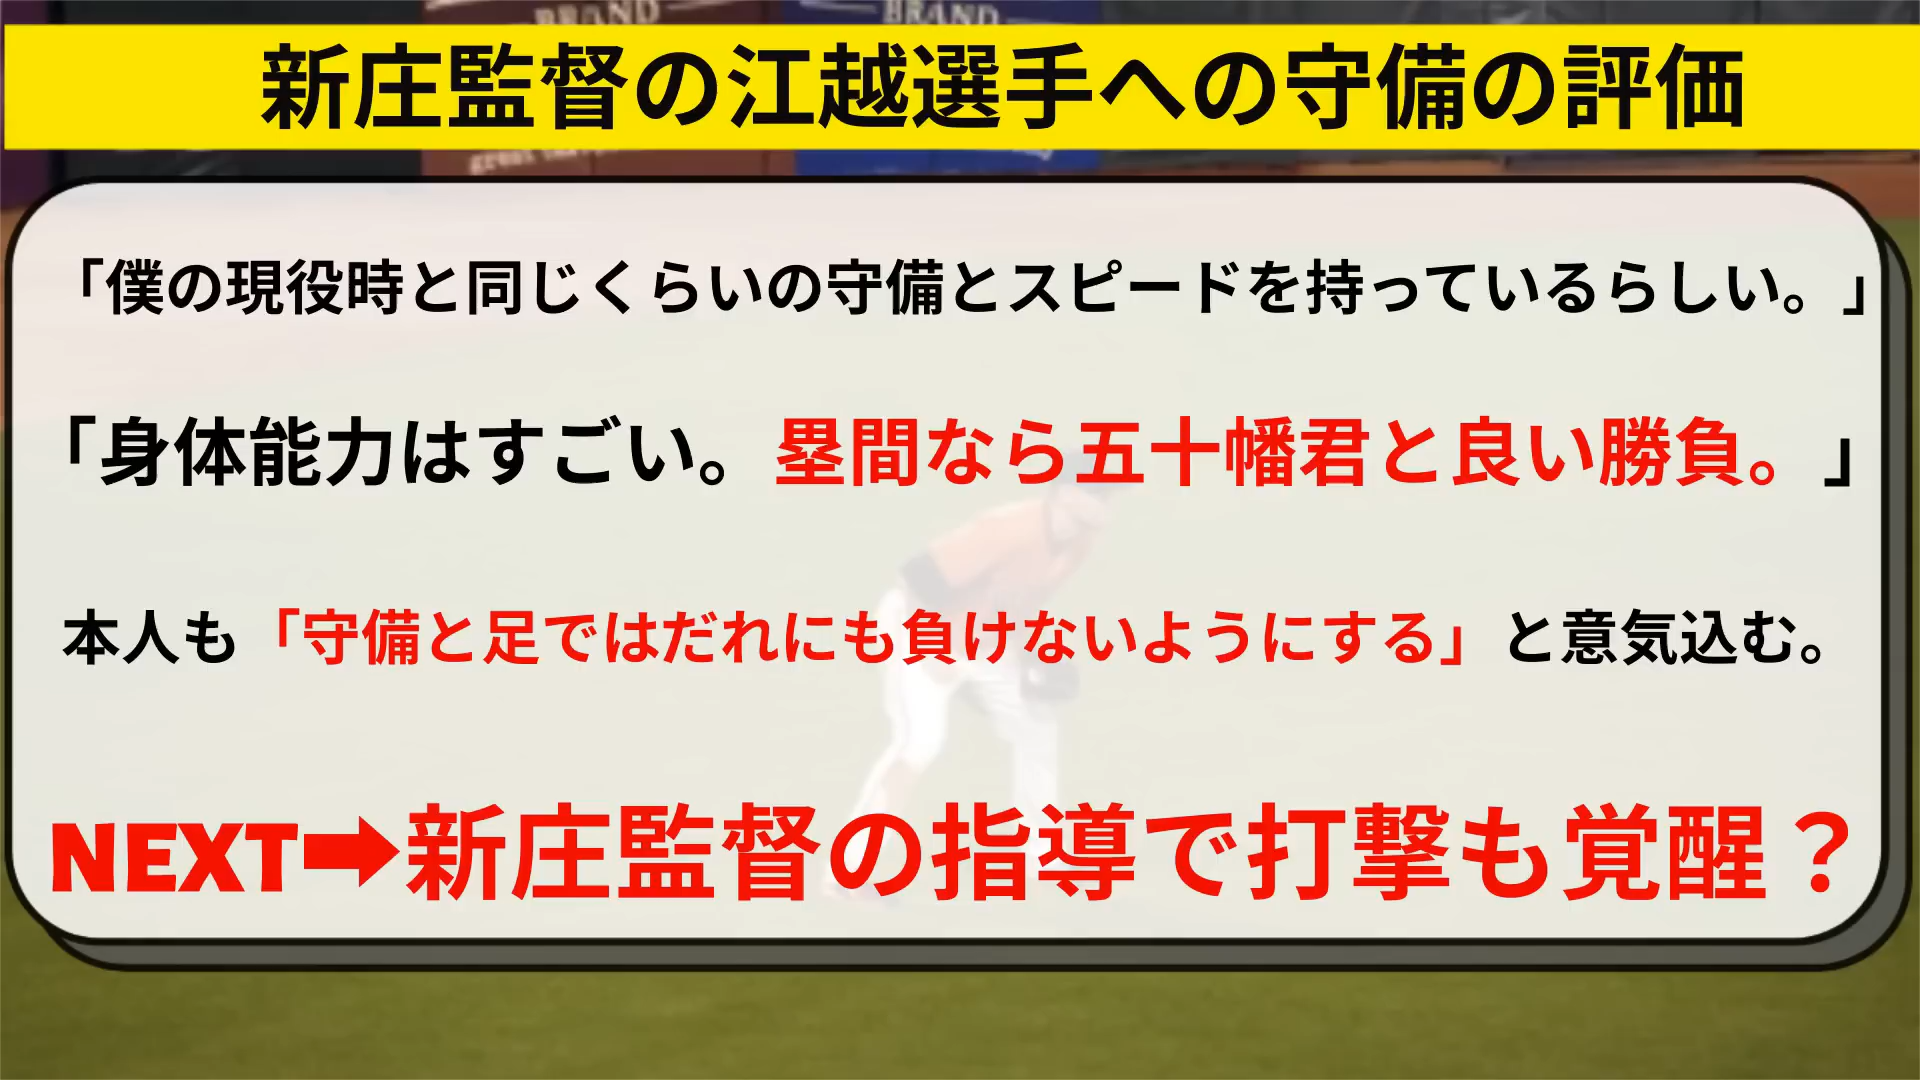 BRAND BRAND
新庄監督の江越選手への守備の評価
「僕の現役時と同じくらいの守備とスピードを持っているらしい。」
「身体能力はすごい。塁間なら五十幡君と良い勝負。」
本人も「守備と足ではだれにも負けないようにする」と意気込む。
NEXT➡新庄監督の指導で打撃も覚醒？